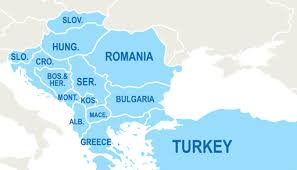 SLOV.
HUNG.
SLO.
CRO.
ROMANIA
BOS.&
HER.
SER.
MONT.
KOS.
BULGARIA
MACE.
ALB.
GREECE
TURKEY